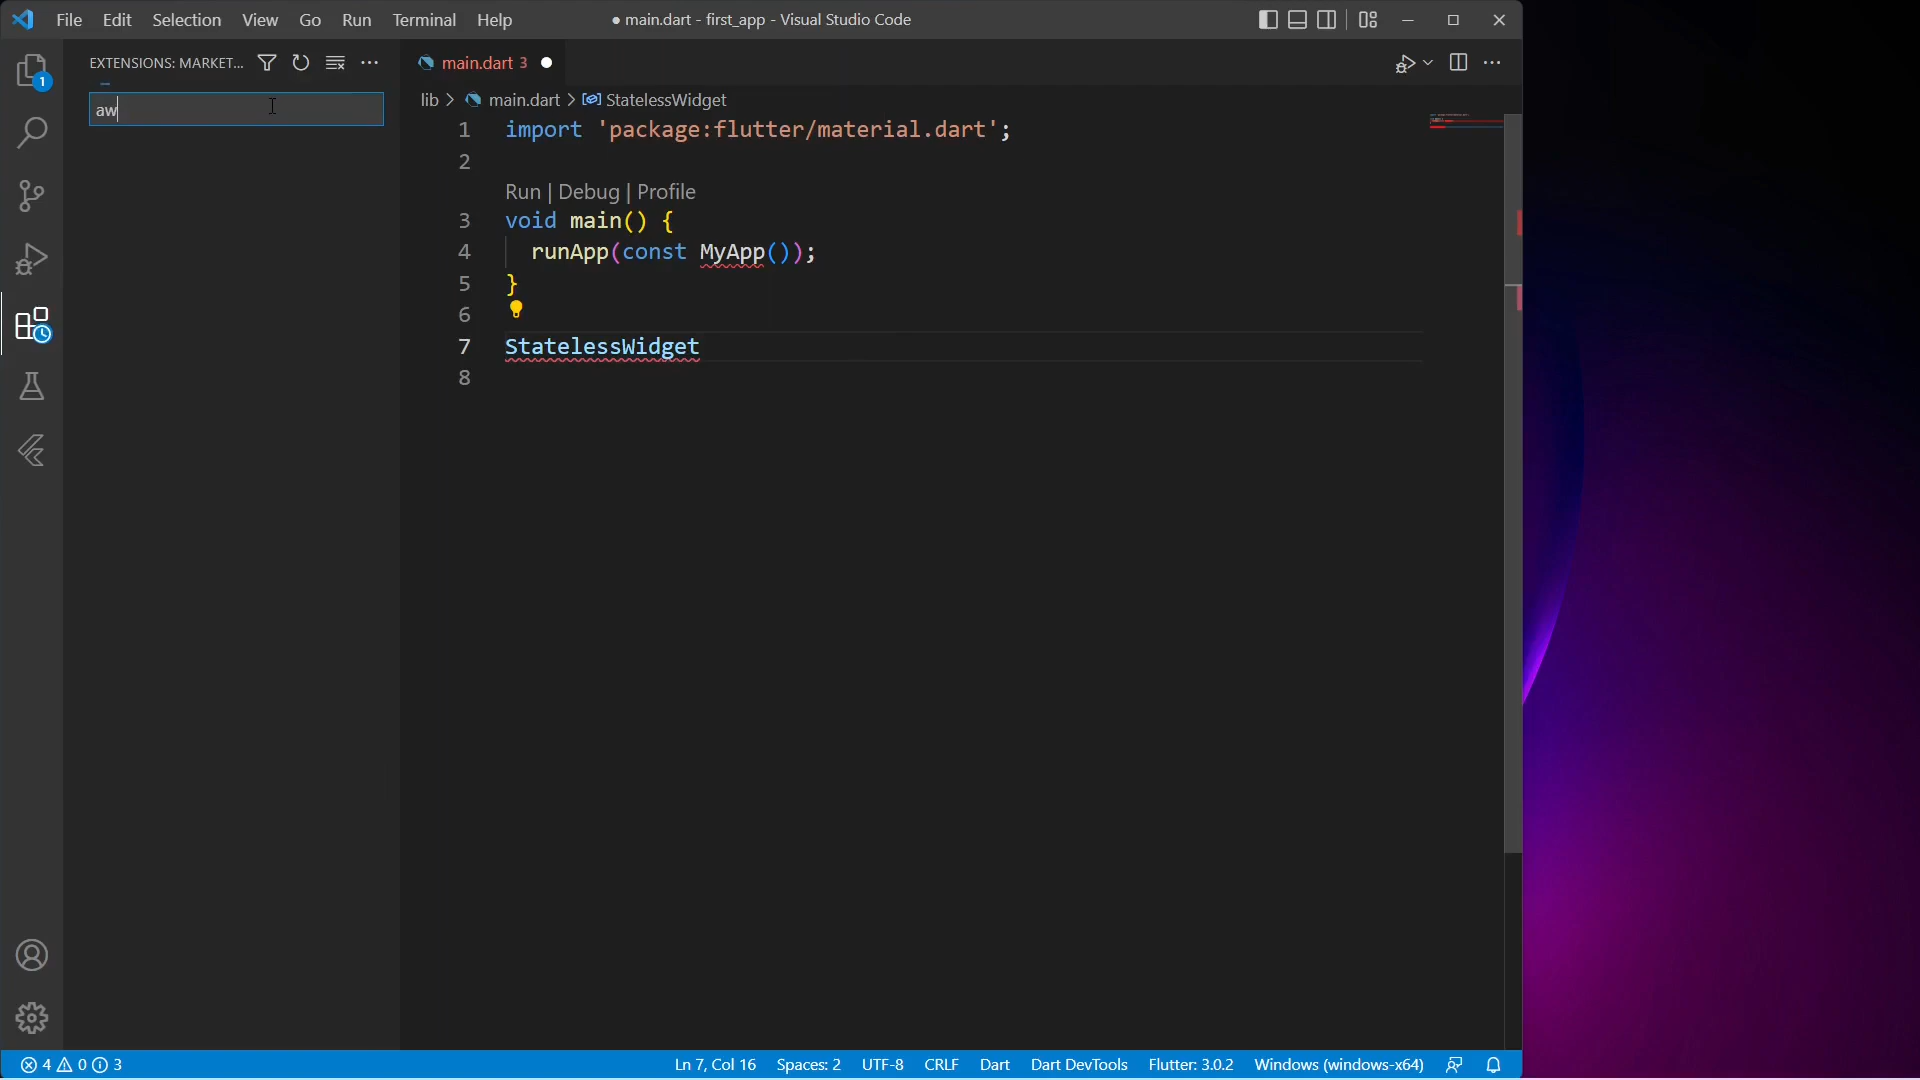 File Edit Selection View Go Run Terminal Help
● main.dart - first_app - Visual Studio Code
EXTENSIONS: MARKET...
aw
1
main.dart 3
lib > main.dart > StatelessWidget
1 import 'package:flutter/material.dart';
2
Run | Debug | Profile
3 void main() {
4 runApp(const MyApp());
5 }
6
7 StatelessWidget
8
4 0 3
Ln 7, Col 16 Spaces: 2 UTF-8 CRLF Dart Dart DevTools Flutter: 3.0.2 Windows (windows-x64)